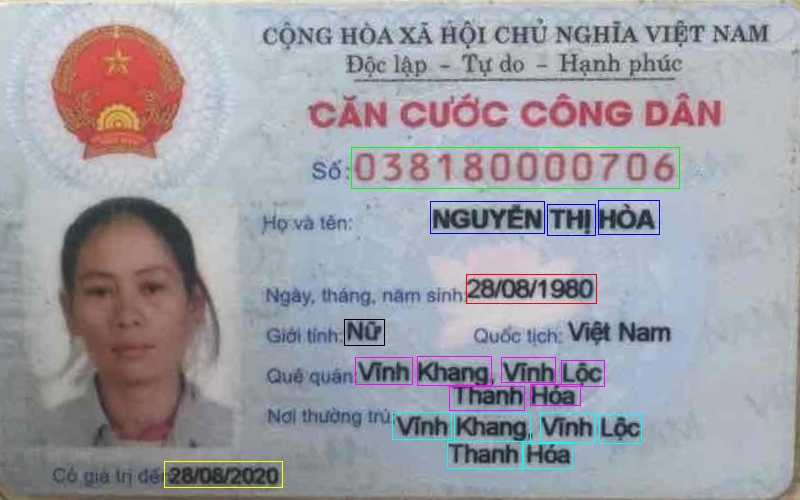 CỘNG HÒA XÃ HỘI CHỦ NGHĨA VIỆT NAM
Độc lập - Tự do - Hạnh phúc
CĂN CƯỚC CÔNG DÂN
Số: 038180000706
Họ và tên: NGUYỄN THỊ HÒA
Ngày, tháng, năm sinh: 28/08/1980
Giới tính: Nữ Quốc tịch: Việt Nam
Quê quán: Vĩnh Khang, Vĩnh Lộc
Thanh Hóa
Nơi thường trú: Vĩnh Khang, Vĩnh Lộc
Thanh Hóa
Có giá trị đến 28/08/2020